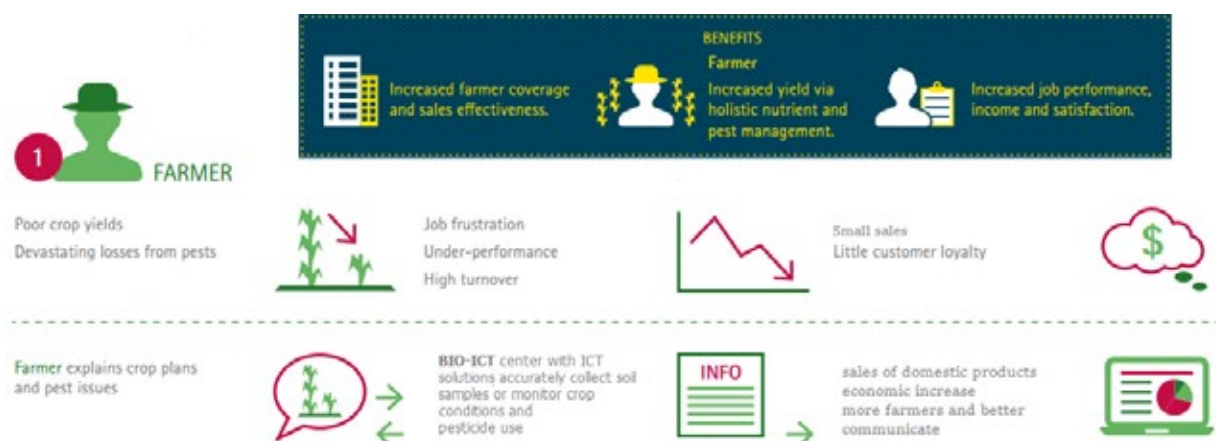 BENEFITS
Increased farmer coverage
and sales effectiveness.
Farmer
Increased yield via
holistic nutrient and
pest management.
Increased job performance,
income and satisfaction.
1
FARMER
Poor crop yields
Devastating losses from pests
Job frustration
Under-performance
High turnover
Small sales
Little customer loyalty
$
Farmer explains crop plans
and pest issues
BIO-ICT center with ICT
solutions accurately collect soil
samples or monitor crop
conditions and
pesticide use
INFO
sales of domestic products
economic increase
more farmers and better
communicate